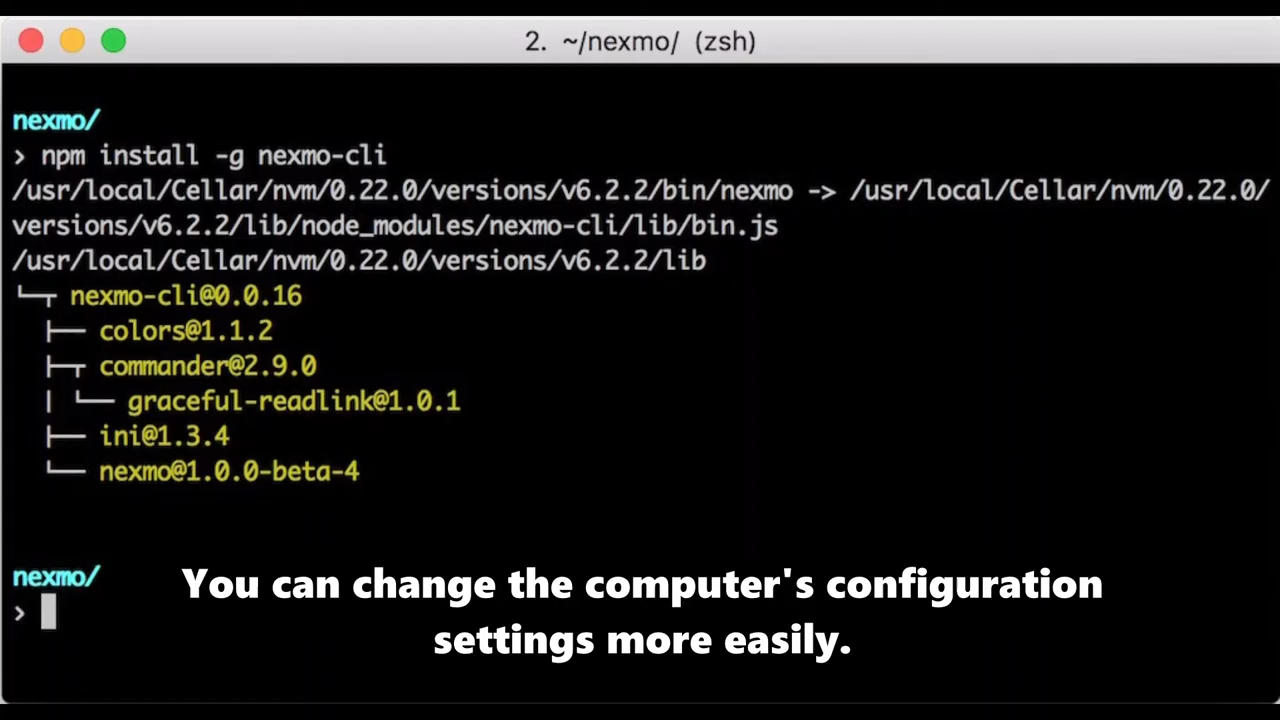 2. ~/nexmo/ (zsh)
nexmo/
› npm install -g nexmo-cli
/usr/local/Cellar/nvm/0.22.0/versions/v6.2.2/bin/nexmo -> /usr/local/Cellar/nvm/0.22.0/
versions/v6.2.2/lib/node_modules/nexmo-cli/lib/bin.js
/usr/local/Cellar/nvm/0.22.0/versions/v6.2.2/lib
└─┬ nexmo-cli@0.0.16
  ├── colors@1.1.2
  ├─┬ commander@2.9.0
  │ └── graceful-readlink@1.0.1
  ├── ini@1.3.4
  └── nexmo@1.0.0-beta-4
nexmo/
›
You can change the computer's configuration
settings more easily.